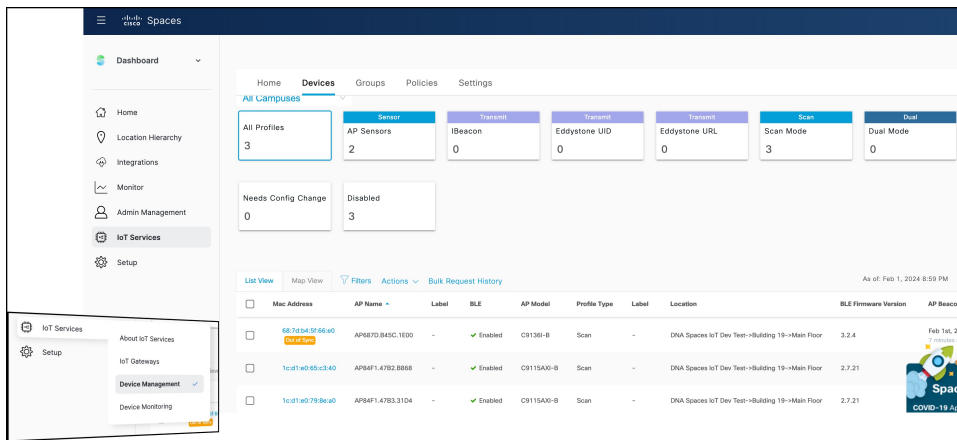 cisco Spaces
Dashboard
Home
Location Hierarchy
Integrations
Monitor
Admin Management
IoT Services
Setup
Home Devices Groups Policies Settings
All Campuses
All Profiles
3
Sensor
AP Sensors
2
Transmit
IBeacon
0
Transmit
Eddystone UID
0
Transmit
Eddystone URL
0
Scan
Scan Mode
3
Dual
Dual Mode
0
Needs Config Change
0
Disabled
3
List View Map View Filters Actions Bulk Request History As of: Feb 1, 2024 8:59 PM
Mac Address AP Name Label BLE AP Model Profile Type Label Location BLE Firmware Version AP Beaco
68:7d:b4:5f:66:e0 AP687D.B45C.1E00 - Enabled C9136I-B Scan - DNA Spaces IoT Dev Test->Building 19->Main Floor 3.2.4 Feb 1st, 2
Out of Sync 7 minutes
1c:d1:e0:65:c3:40 AP84F1.47B2.B868 - Enabled C9115AXI-B Scan - DNA Spaces IoT Dev Test->Building 19->Main Floor 2.7.21
1c:d1:e0:79:8e:a0 AP84F1.47B3.31D4 - Enabled C9115AXI-B Scan - DNA Spaces IoT Dev Test->Building 19->Main Floor 2.7.21
Spac
COVID-19 Ap
IoT Services
Setup
About IoT Services
IoT Gateways
Device Management
Device Monitoring